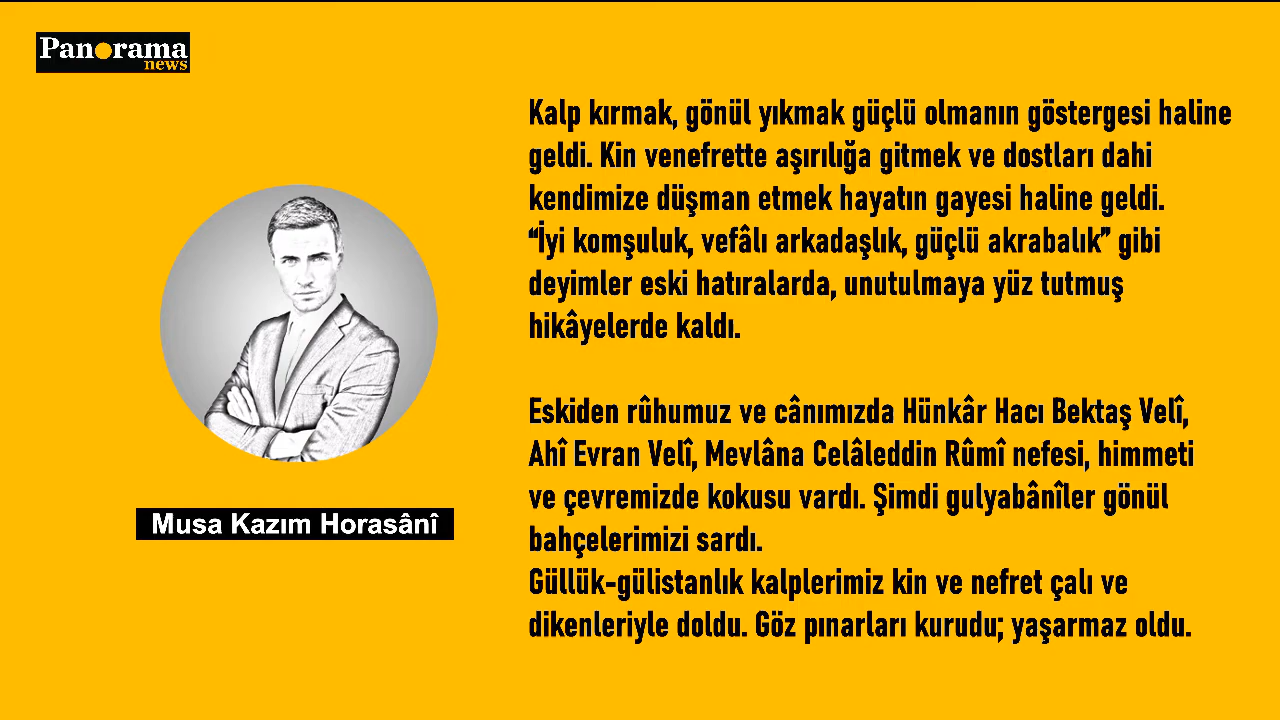 Panorama
news
Kalp kırmak, gönül yıkmak güçlü olmanın göstergesi haline
geldi. Kin venefrette aşırılığa gitmek ve dostları dahi
kendimize düşman etmek hayatın gayesi haline geldi.
“İyi komşuluk, vefâlı arkadaşlık, güçlü akrabalık” gibi
deyimler eski hatıralarda, unutulmaya yüz tutmuş
hikâyelerde kaldı.
Eskiden rûhumuz ve cânımızda Hünkâr Hacı Bektaş Velî,
Ahî Evran Velî, Mevlâna Celâleddin Rûmî nefesi, himmeti
ve çevremizde kokusu vardı. Şimdi gulyabânîler gönül
bahçelerimizi sardı.
Güllük-gülistanlık kalplerimiz kin ve nefret çalı ve
dikenleriyle doldu. Göz pınarları kurudu; yaşarmaz oldu.
Musa Kazım Horasânî